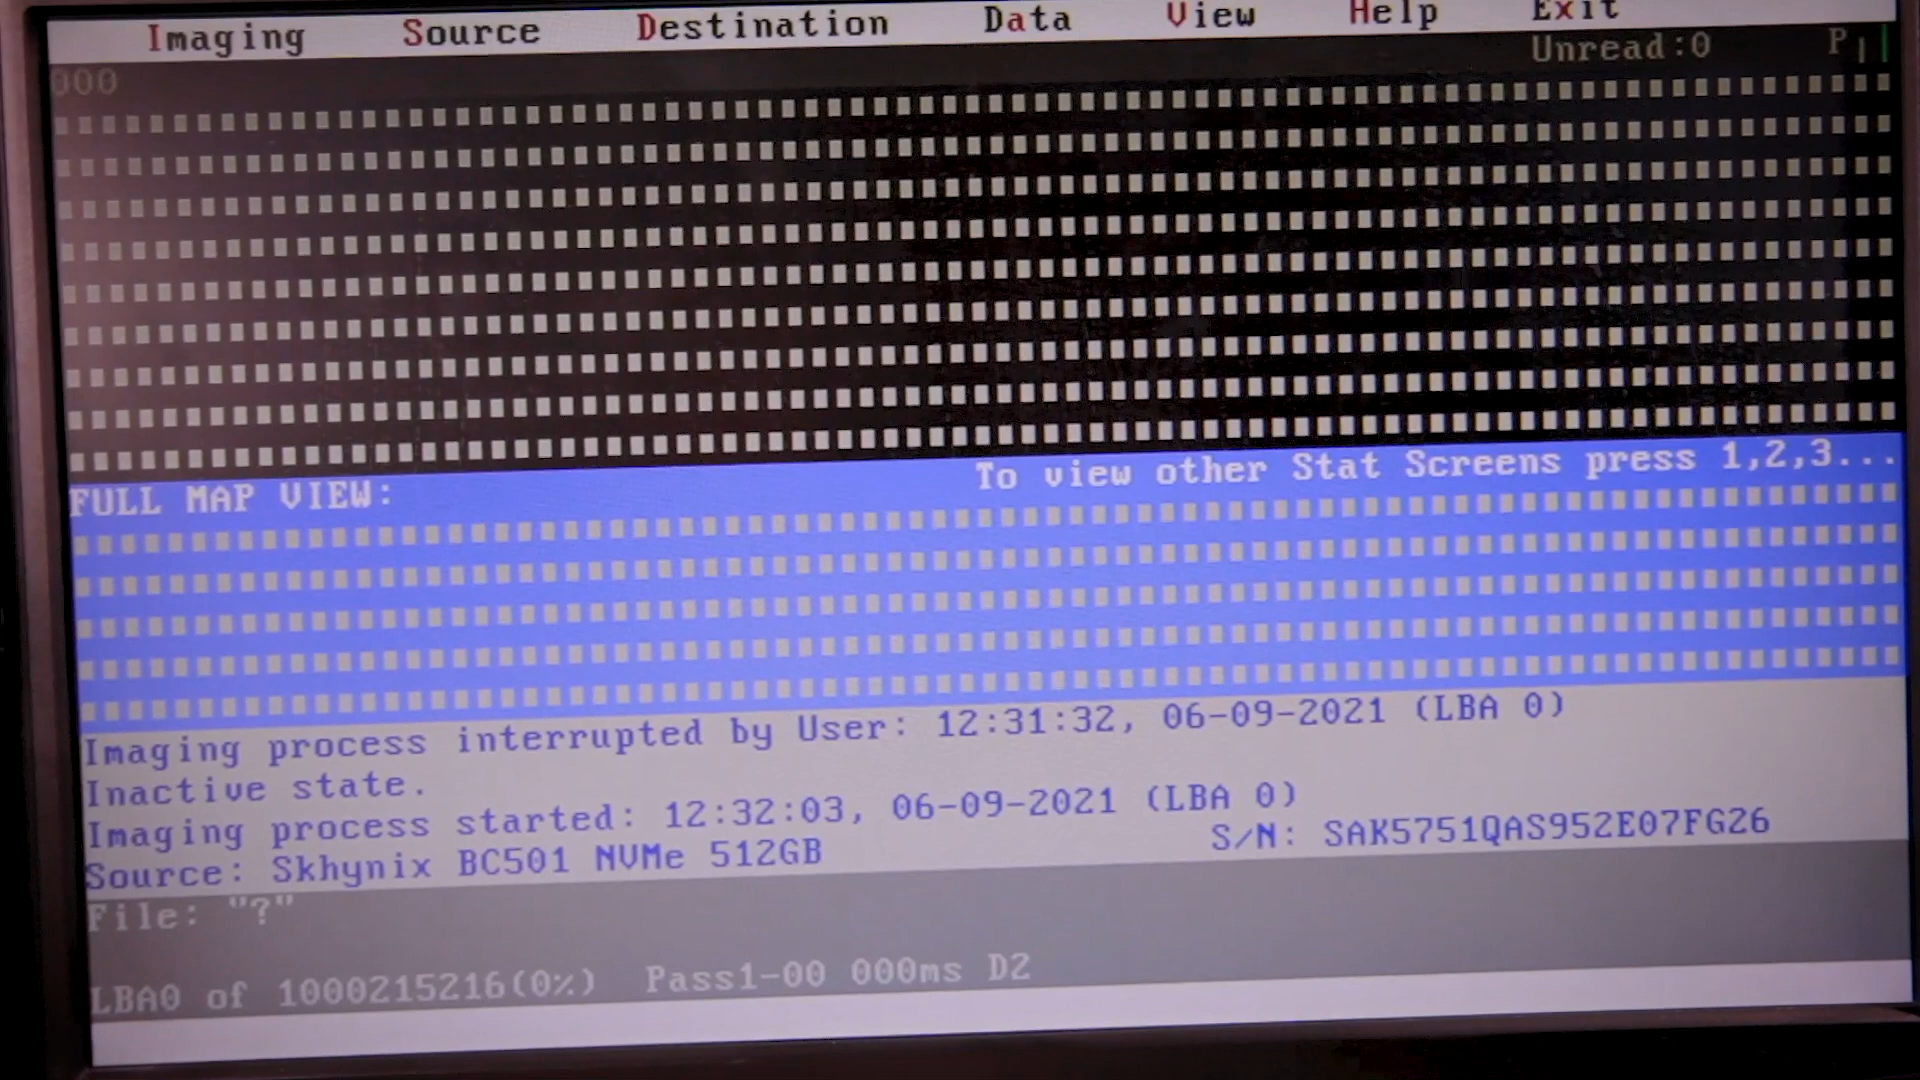 Imaging Source Destination Data View Help Exit
000 Unread:0 P
FULL MAP VIEW: To view other Stat Screens press 1,2,3...
Imaging process interrupted by User: 12:31:32, 06-09-2021 (LBA 0)
Inactive state.
Imaging process started: 12:32:03, 06-09-2021 (LBA 0)
Source: Skhynix BC501 NVMe 512GB S/N: SAK5751QAS952E07FG26
File: "?"
LBA0 of 1000215216(0%) Pass1-00 000ms D2